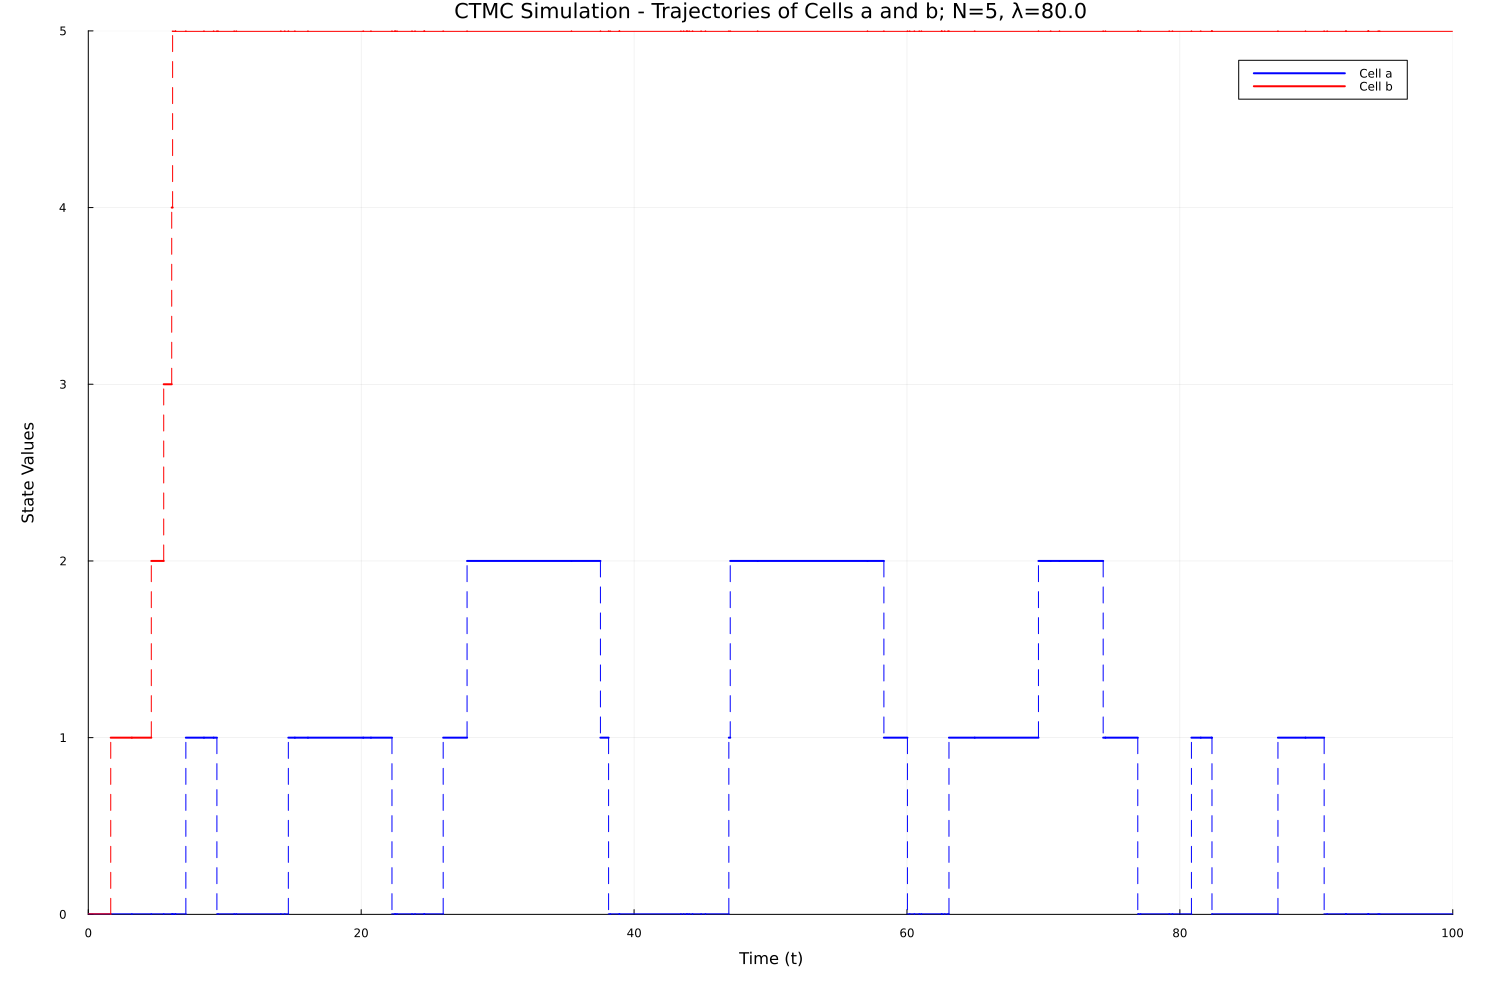 CTMC Simulation - Trajectories of Cells a and b; N=5, λ=80.0
5
Cell a
Cell b
4
3
State Values
2
1
0
0 20 40 60 80 100
Time (t)